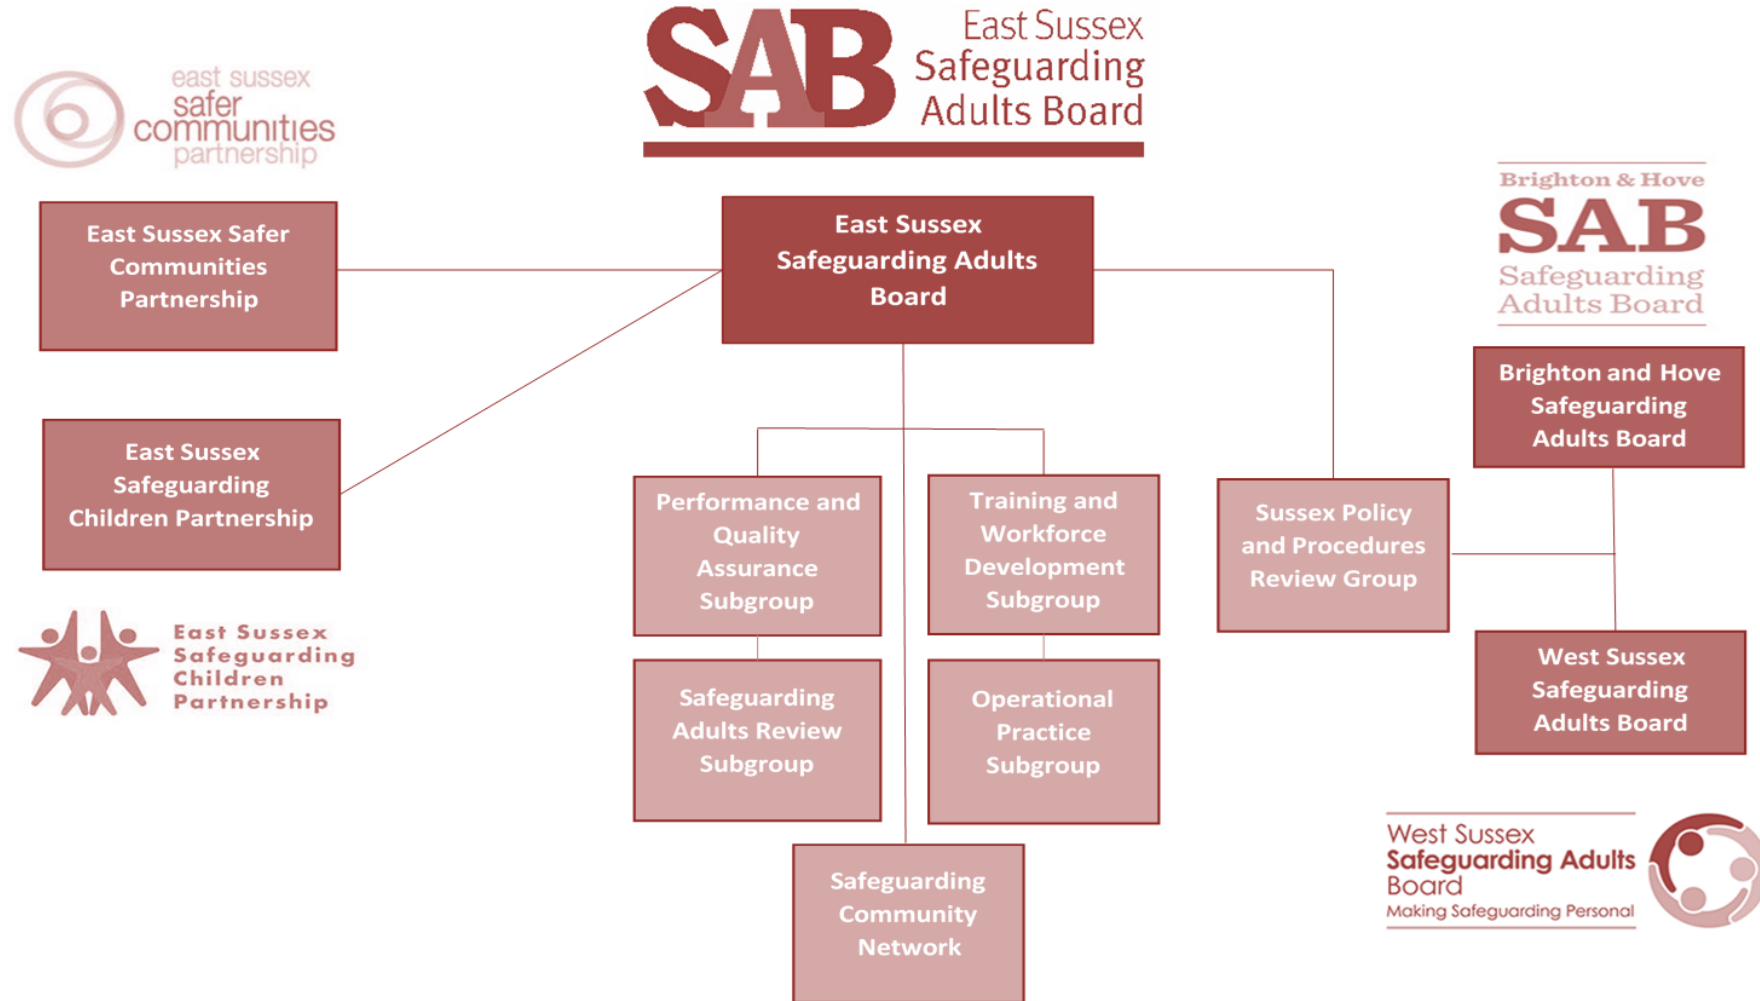 SAB
East Sussex
Safeguarding
Adults Board
east sussex
safer
communities
partnership
East Sussex Safer
Communities
Partnership
East Sussex
Safeguarding Adults
Board
Brighton & Hove
SAB
Safeguarding
Adults Board
Brighton and Hove
Safeguarding
Adults Board
East Sussex
Safeguarding
Children Partnership
Performance and
Quality
Assurance
Subgroup
Training and
Workforce
Development
Subgroup
Sussex Policy
and Procedures
Review Group
East Sussex
Safeguarding
Children
Partnership
Safeguarding
Adults Review
Subgroup
Operational
Practice
Subgroup
West Sussex
Safeguarding
Adults Board
Safeguarding
Community
Network
West Sussex
Safeguarding Adults
Board
Making Safeguarding Personal